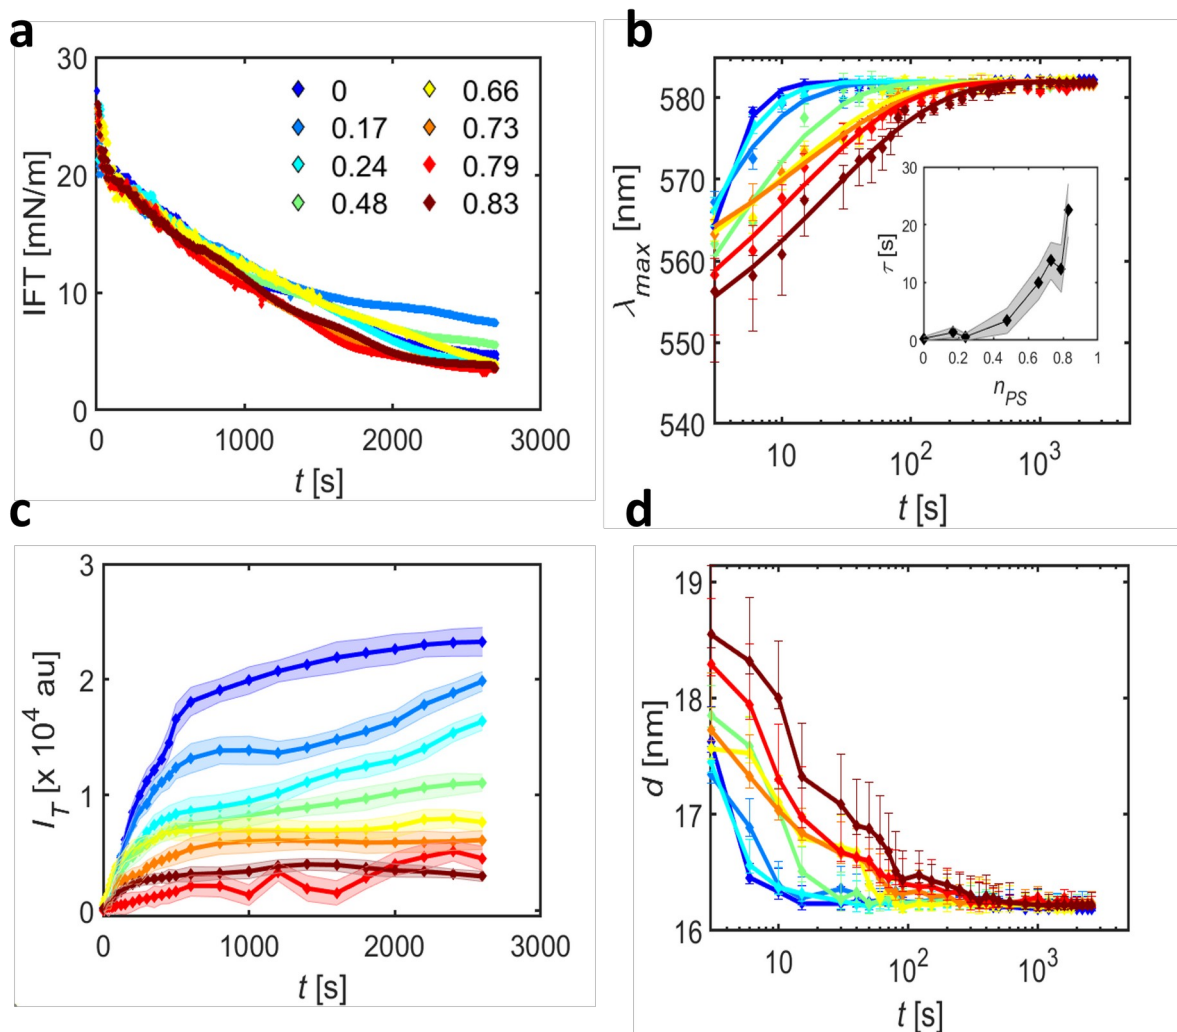 a
30
20
10
0
IFT [mN/m]
0 0.66
0.17 0.73
0.24 0.79
0.48 0.83
0 1000 2000 3000
t [s]
b
580
570
560
550
540
λmax [nm]
10 10² 10³
t [s]
30
20
10
0
τ [s]
0 0.2 0.4 0.6 0.8 1
nPS
c
3
2
1
0
IT [x 10⁴ au]
0 1000 2000 3000
t [s]
d
19
18
17
16
d [nm]
10 10² 10³
t [s]